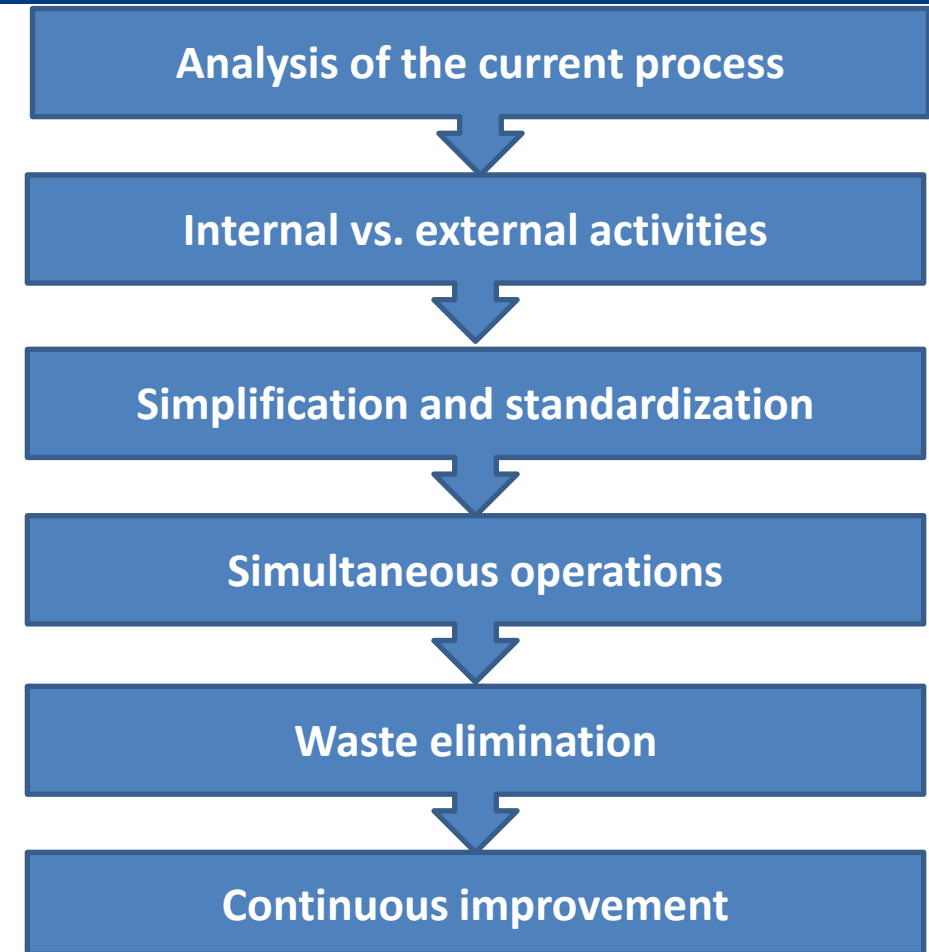 Analysis of the current process
Internal vs. external activities
Simplification and standardization
Simultaneous operations
Waste elimination
Continuous improvement